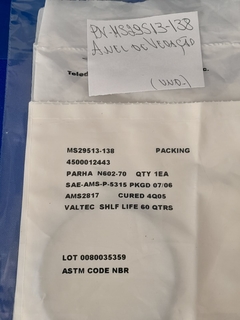 PN-MS29513-138
ANEL DE VEDAÇÃO
(UND.)
Teled
c.
MS29513-138 PACKING
4500012443
PARHA N602-70 QTY 1EA
SAE-AMS-P-5315 PKGD 07/06
AMS2817 CURED 4Q05
VALTEC SHLF LIFE 60 QTRS
LOT 0080035359
ASTM CODE NBR